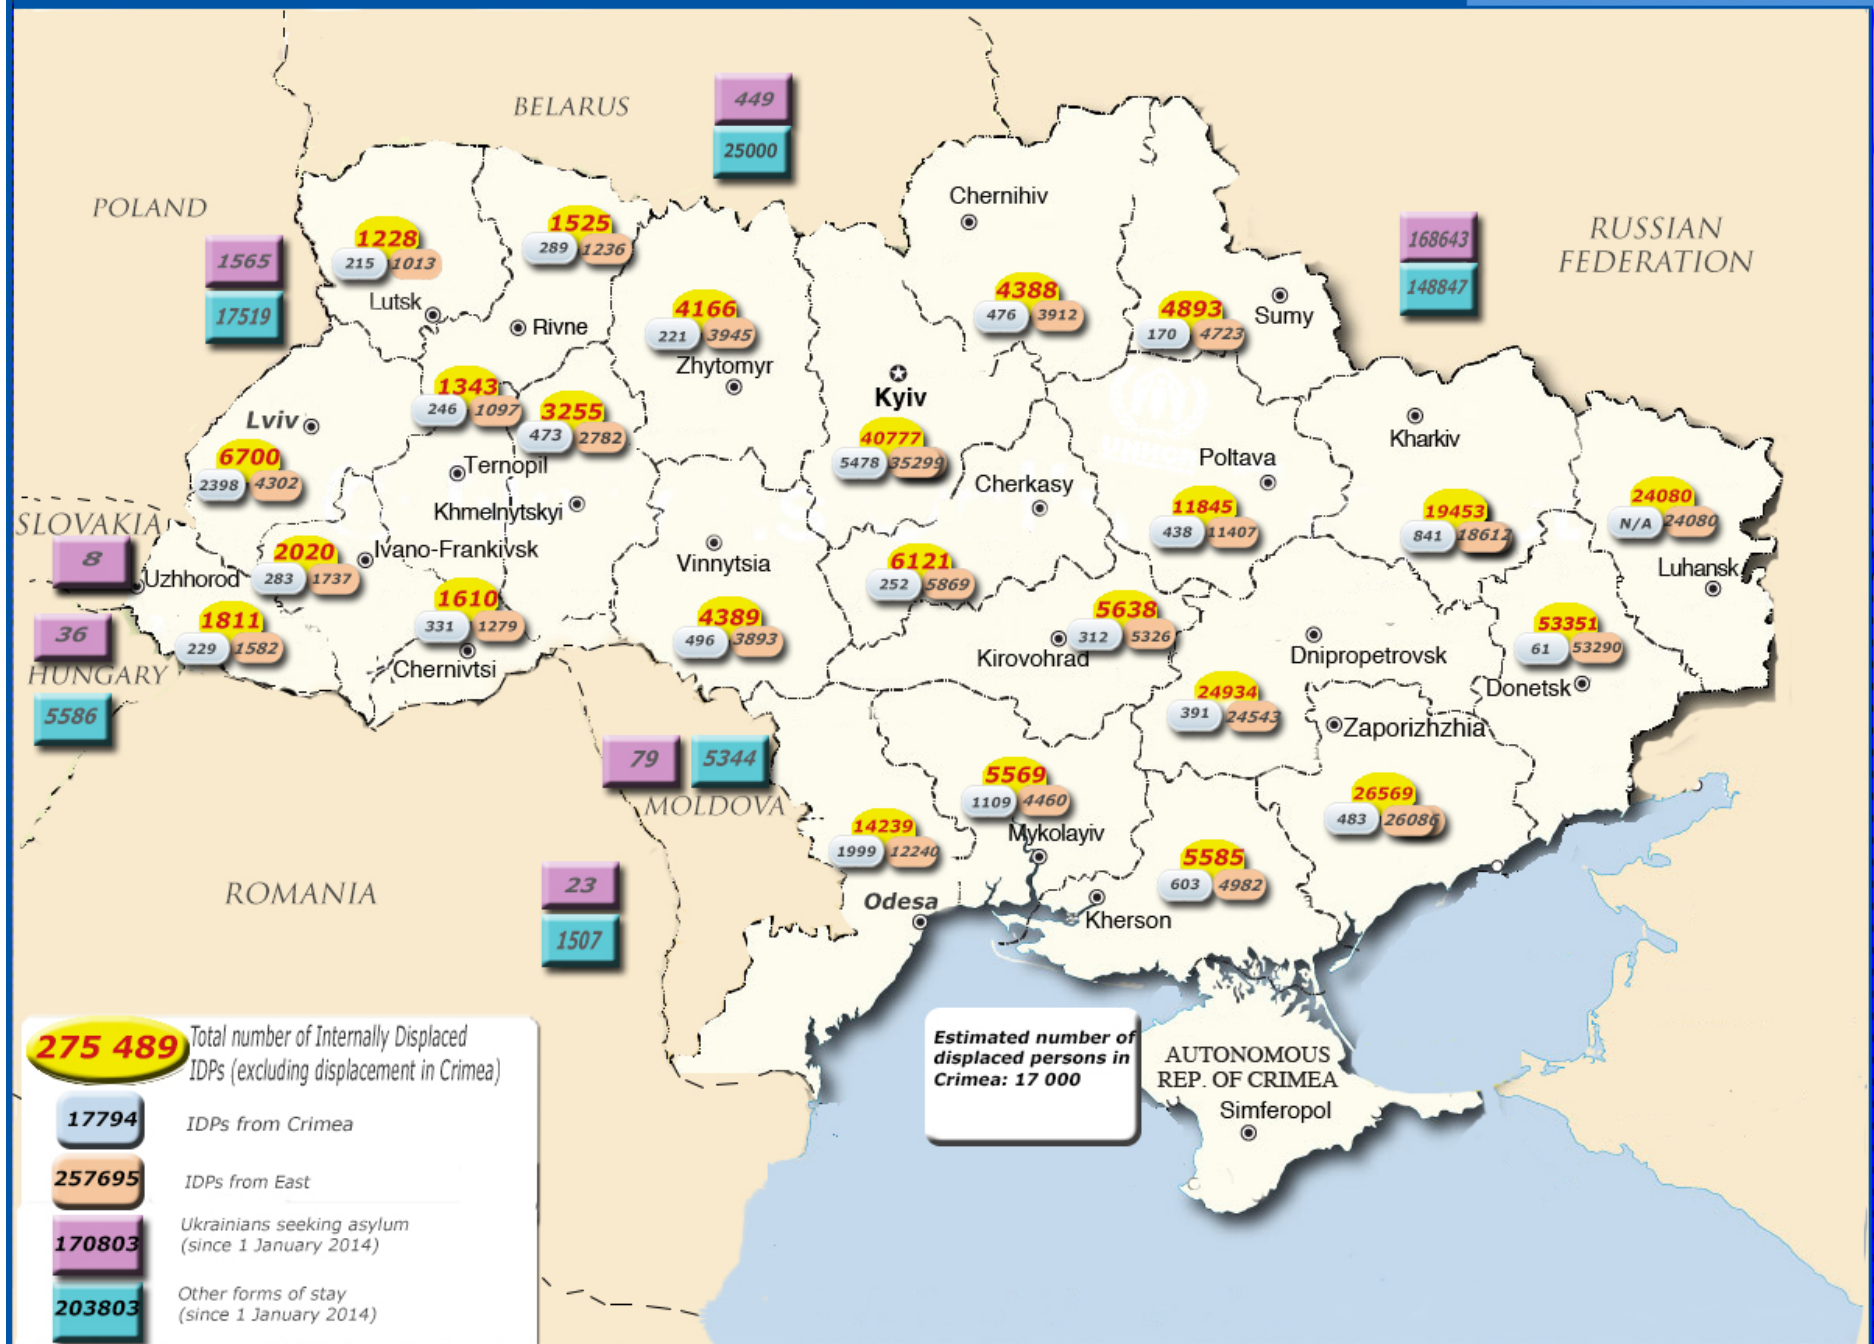 BELARUS
449
25000
POLAND
1565
17519
RUSSIAN
FEDERATION
168643
148847
Chernihiv
4388
476 3912
1228
215 1013
Lutsk
1525
289 1236
Rivne
4166
221 3945
Zhytomyr
4893
170 4723
Sumy
Kyiv
40777
5478 35299
1343
246 1097
Ternopil
3255
473 2782
Khmelnytskyi
Lviv
6700
2398 4302
UNHCR
Poltava
11845
438 11407
Kharkiv
19453
841 18612
24080
N/A 24080
Luhansk
Cherkasy
6121
252 5869
SLOVAKIA
8
Uzhhorod
1811
229 1582
2020
283 1737
Ivano-Frankivsk
1610
331 1279
Chernivtsi
Vinnytsia
4389
496 3893
5638
312 5326
Kirovohrad
Dnipropetrovsk
24934
391 24543
53351
61 53290
Donetsk
36
HUNGARY
5586
Zaporizhzhia
26569
483 26086
79 5344
MOLDOVA
5569
1109 4460
Mykolayiv
14239
1999 12240
Odesa
5585
603 4982
Kherson
ROMANIA
23
1507
Estimated number of
displaced persons in
Crimea: 17 000
AUTONOMOUS
REP. OF CRIMEA
Simferopol
275 489 Total number of Internally Displaced
IDPs (excluding displacement in Crimea)
17794 IDPs from Crimea
257695 IDPs from East
170803 Ukrainians seeking asylum
(since 1 January 2014)
203803 Other forms of stay
(since 1 January 2014)